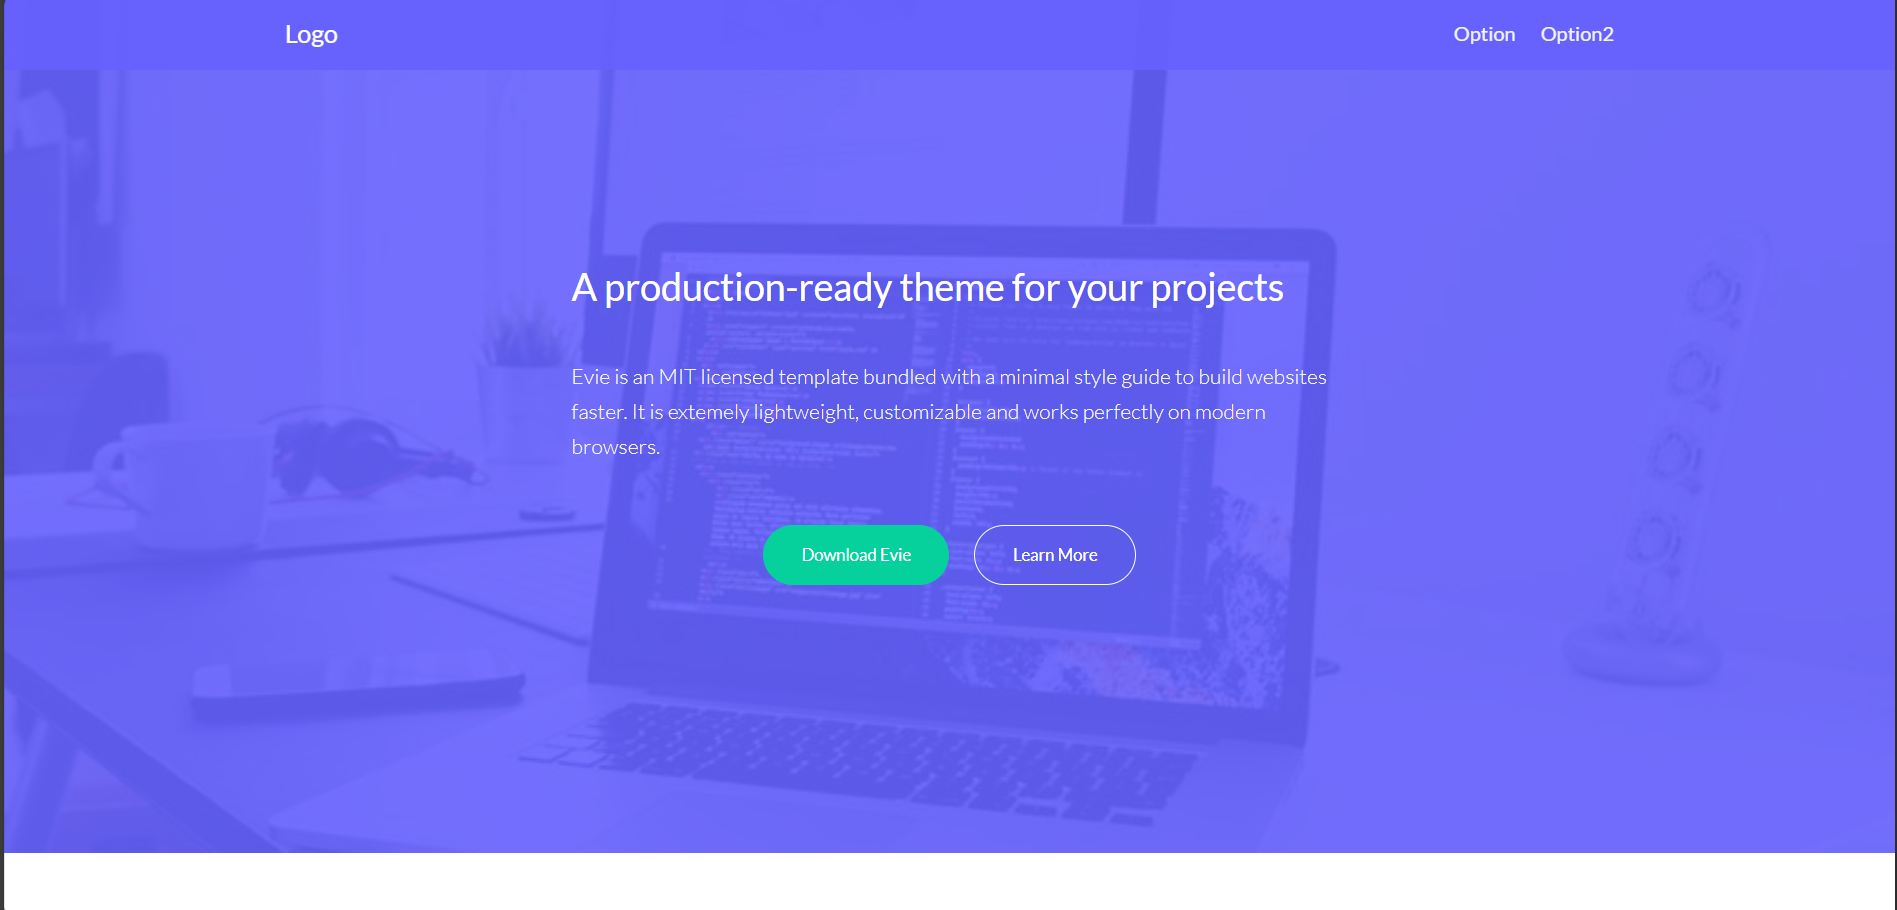 Logo
Option
Option2
A production-ready theme for your projects
Evie is an MIT licensed template bundled with a minimal style guide to build websites
faster. It is extemely lightweight, customizable and works perfectly on modern
browsers.
Download Evie
Learn More